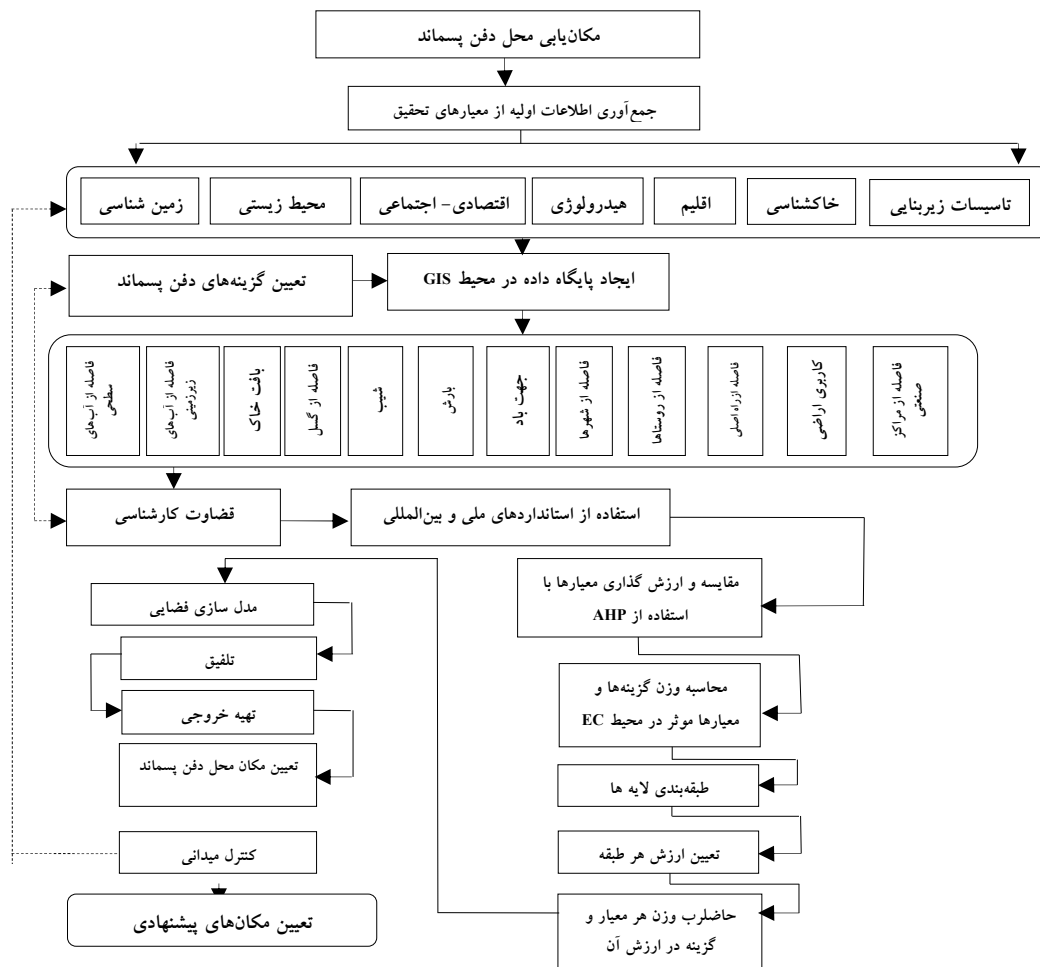 مکان‌یابی محل دفن پسماند
جمع‌آوری اطلاعات اولیه از معیارهای تحقیق
تاسیسات زیربنایی
خاکشناسی
اقلیم
هیدرولوژی
اقتصادی- اجتماعی
محیط زیستی
زمین شناسی
ایجاد پایگاه داده در محیط GIS
تعیین گزینه‌های دفن پسماند
فاصله از مراکز
صنعتی
کاربری اراضی
فاصله از راه اصلی
فاصله از روستاها
فاصله از شهرها
جهت باد
بارش
شیب
فاصله از گسل
بافت خاک
فاصله از آب‌های
زیرزمینی
فاصله از آب‌های
سطحی
قضاوت کارشناسی
استفاده از استانداردهای ملی و بین‌المللی
مقایسه و ارزش گذاری معیارها با
استفاده از AHP
محاسبه وزن گزینه‌ها و
معیارها موثر در محیط EC
طبقه‌بندی لایه ها
تعیین ارزش هر طبقه
حاضلرب وزن هر معیار و
گزینه در ارزش آن
مدل سازی فضایی
تلفیق
تهیه خروجی
تعیین مکان محل دفن پسماند
کنترل میدانی
تعیین مکان‌های پیشنهادی